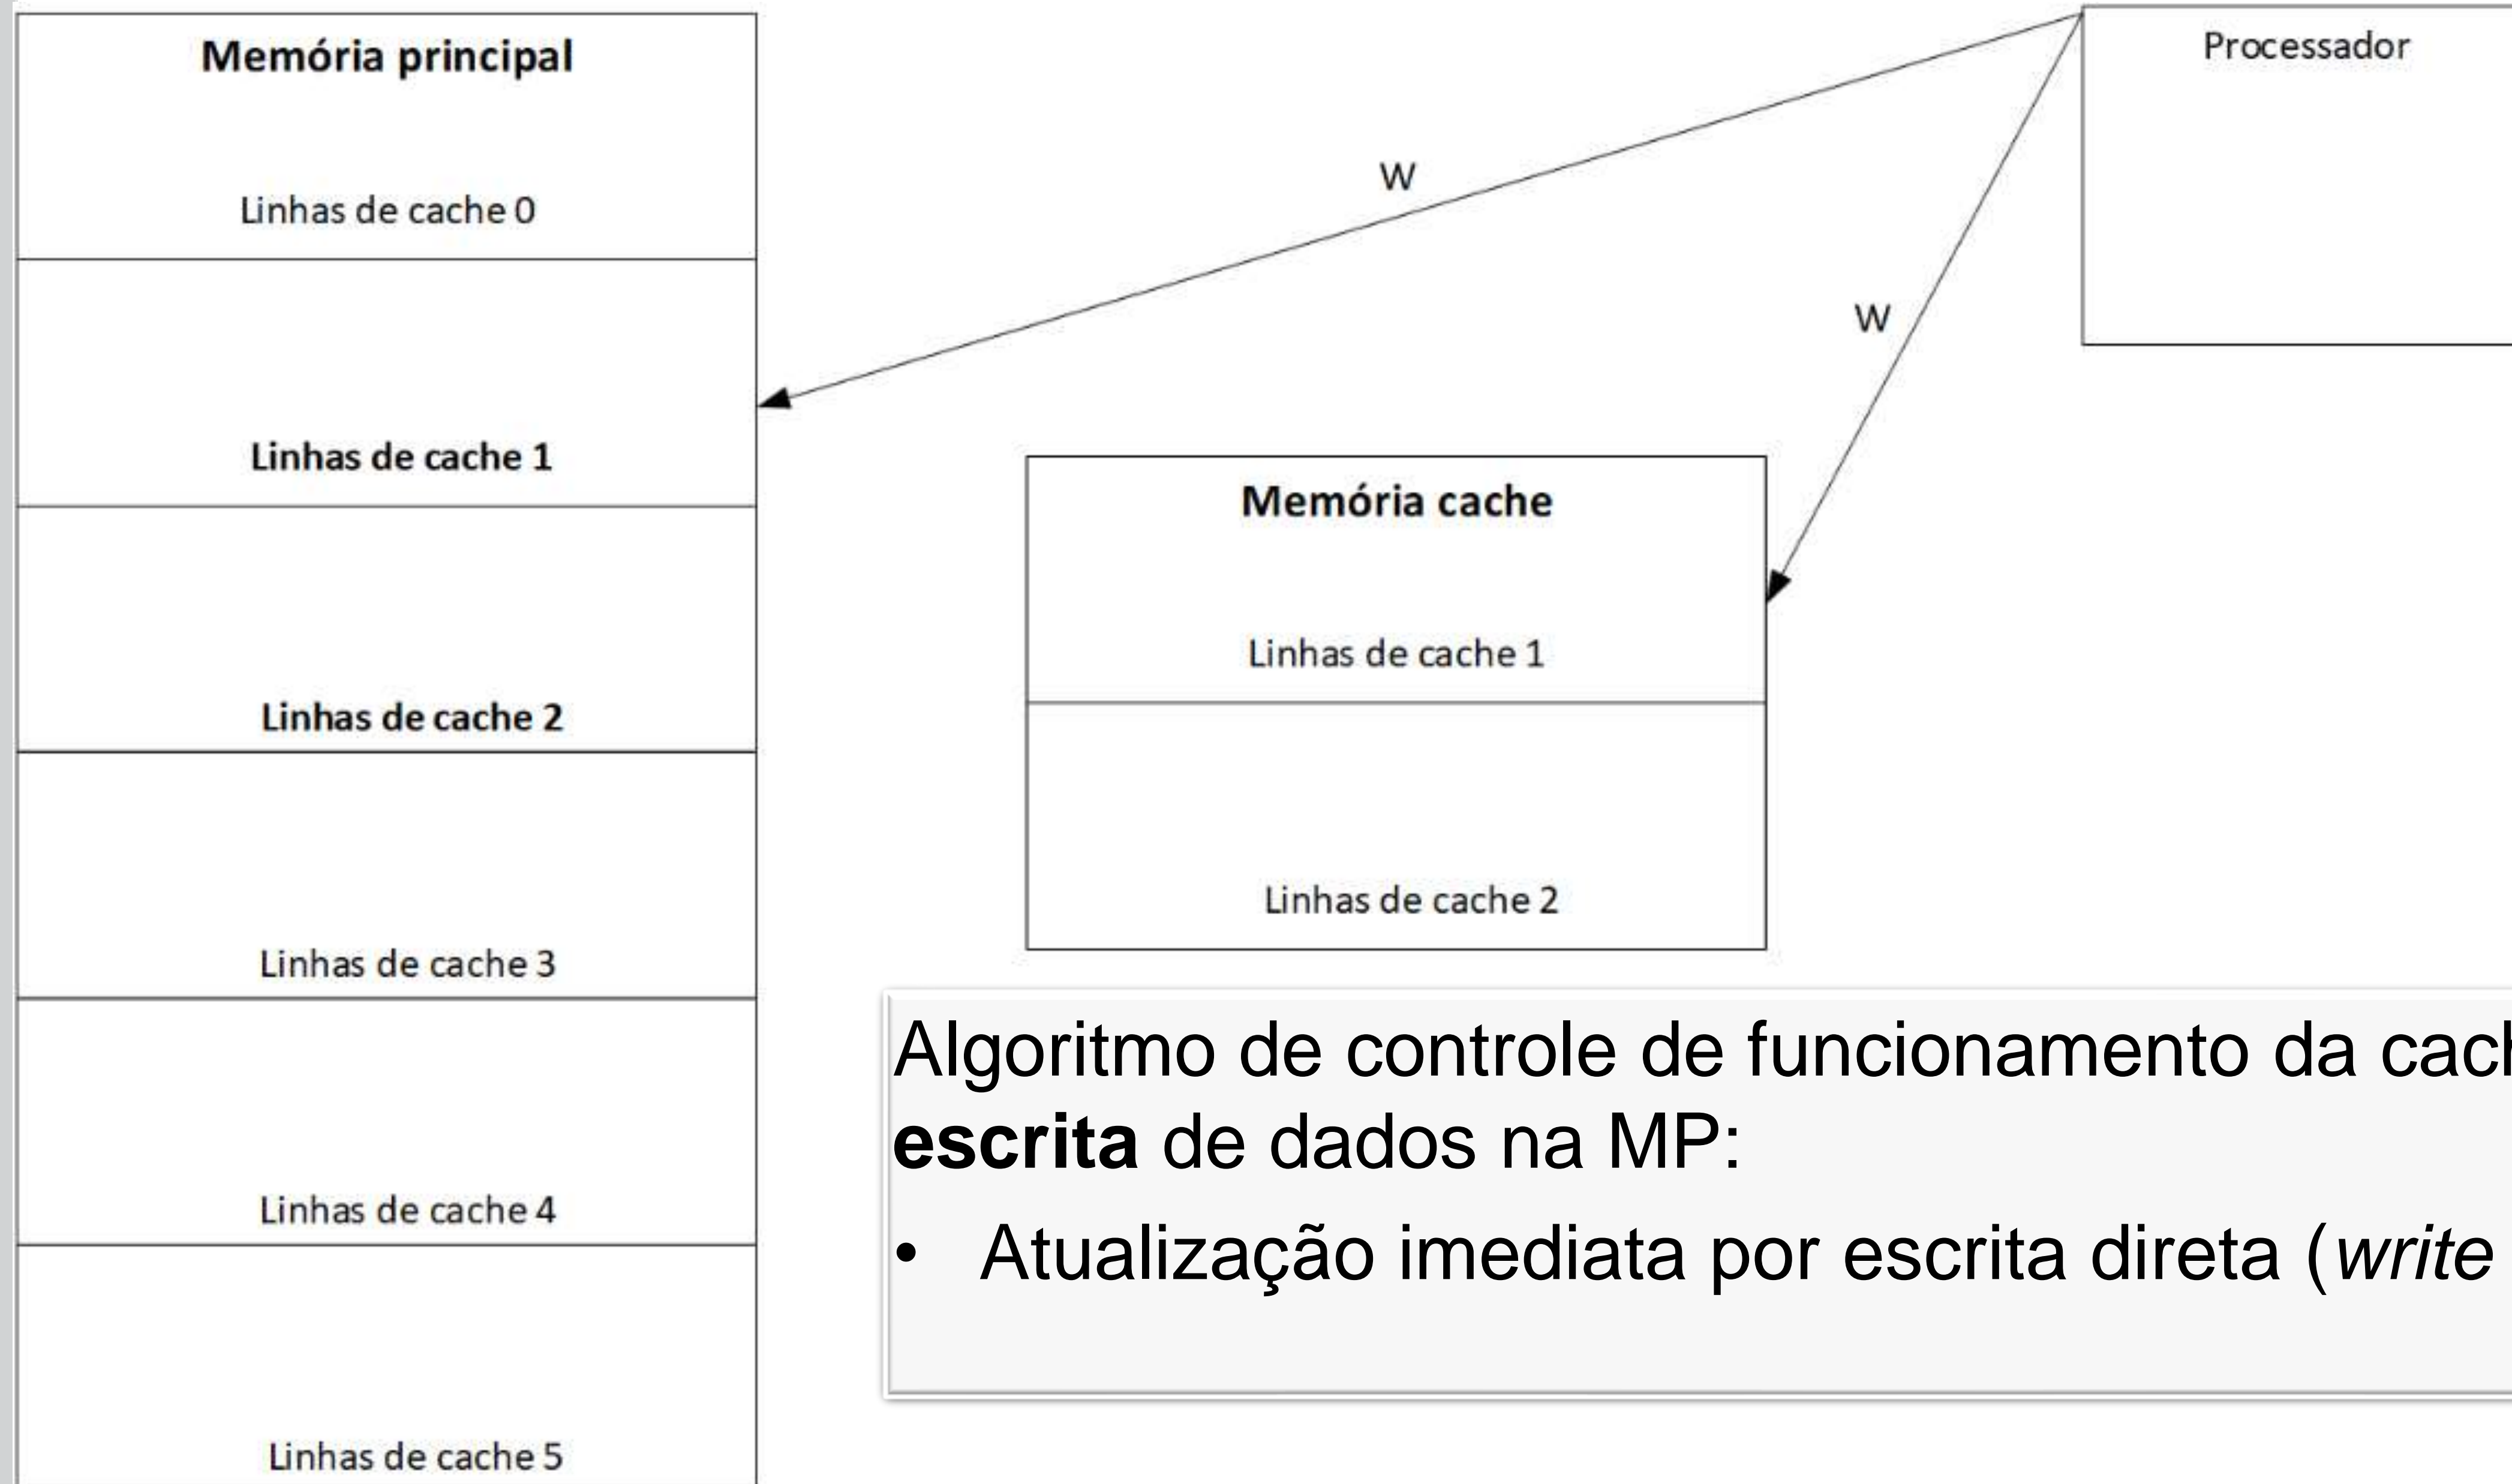 Memória principal
Linhas de cache 0
Linhas de cache 1
Linhas de cache 2
Linhas de cache 3
Linhas de cache 4
Linhas de cache 5
W
W
Processador
Memória cache
Linhas de cache 1
Linhas de cache 2
Algoritmo de controle de funcionamento da
escrita de dados na MP:
• Atualização imediata por escrita direta (write